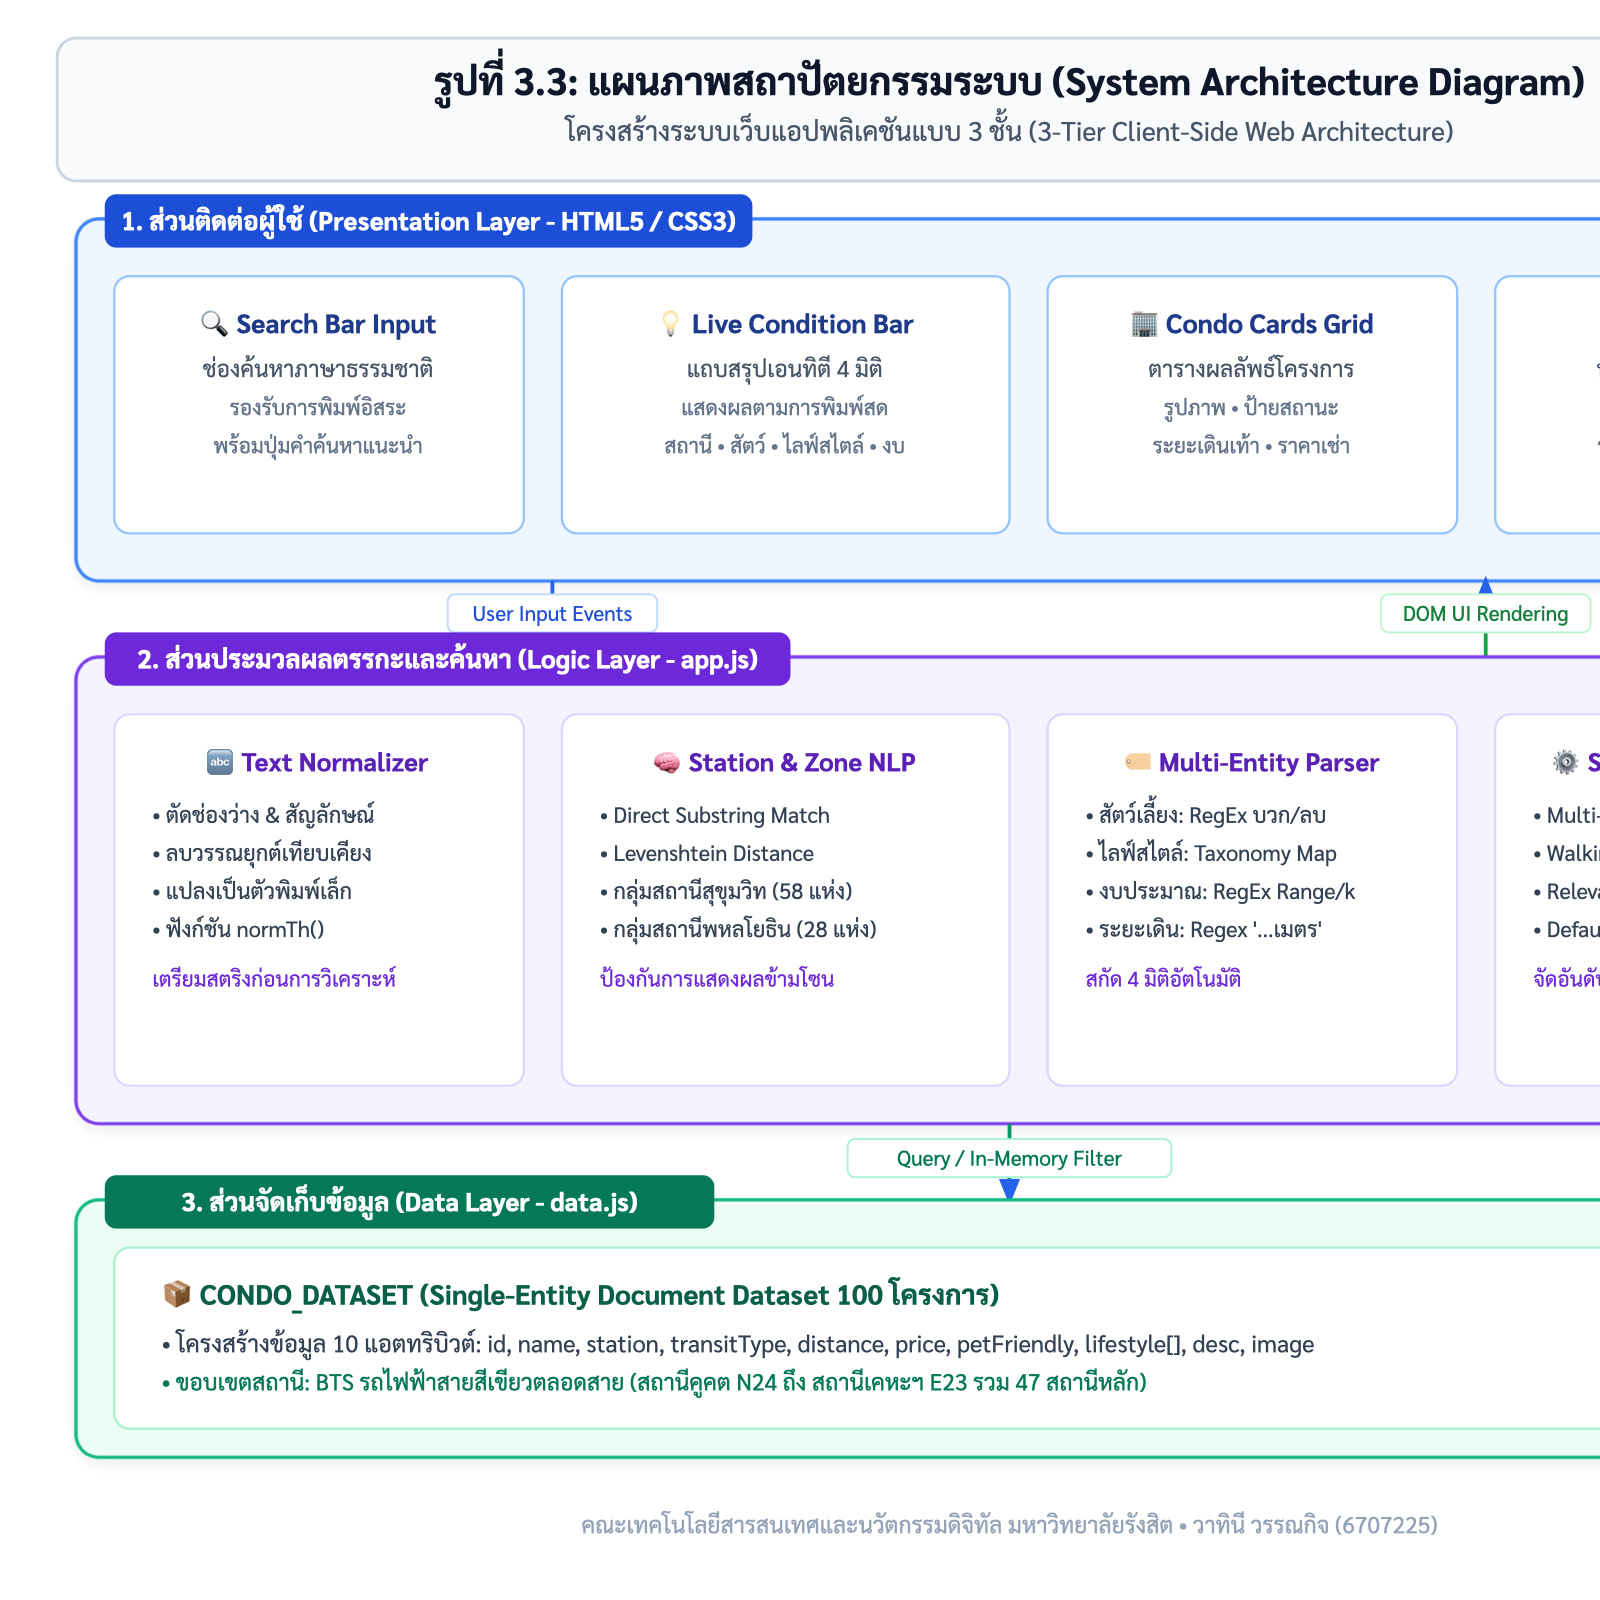 รูปที่ 3.3: แผนภาพสถาปัตยกรรมระบบ (System Architecture Diagram)
โครงสร้างระบบเว็บแอปพลิเคชันแบบ 3 ชั้น (3-Tier Client-Side Web Architecture)
1. ส่วนติดต่อผู้ใช้ (Presentation Layer - HTML5 / CSS3)
🔍 Search Bar Input
ช่องค้นหาภาษาธรรมชาติ
รองรับการพิมพ์อิสระ
พร้อมปุ่มคำค้นหาแนะนำ
💡 Live Condition Bar
แถบสรุปเอนทิตี 4 มิติ
แสดงผลตามการพิมพ์สด
สถานี • สัตว์ • ไลฟ์สไตล์ • งบ
🏢 Condo Cards Grid
ตารางผลลัพธ์โครงการ
รูปภาพ • ป้ายสถานะ
ระยะเดินเท้า • ราคาเช่า
User Input Events
DOM UI Rendering
2. ส่วนประมวลผลตรรกะและค้นหา (Logic Layer - app.js)
🔤 Text Normalizer
• ตัดช่องว่าง & สัญลักษณ์
• ลบวรรณยุกต์เทียบเคียง
• แปลงเป็นตัวพิมพ์เล็ก
• ฟังก์ชัน normTh()
เตรียมสตริงก่อนการวิเคราะห์
🧠 Station & Zone NLP
• Direct Substring Match
• Levenshtein Distance
• กลุ่มสถานีสุขุมวิท (58 แห่ง)
• กลุ่มสถานีพหลโยธิน (28 แห่ง)
ป้องกันการแสดงผลข้ามโซน
🏷️ Multi-Entity Parser
• สัตว์เลี้ยง: RegEx บวก/ลบ
• ไลฟ์สไตล์: Taxonomy Map
• งบประมาณ: RegEx Range/k
• ระยะเดิน: Regex '...เมตร'
สกัด 4 มิติอัตโนมัติ
⚙️ S
• Multi-
•
•
•
Query / In-Memory Filter
3. ส่วนจัดเก็บข้อมูล (Data Layer - data.js)
📦 CONDO_DATASET (Single-Entity Document Dataset 100 โครงการ)
• โครงสร้างข้อมูล 10 แอตทริบิวต์: id, name, station, transitType, distance, price, petFriendly, lifestyle[], desc, image
• ขอบเขตสถานี: BTS รถไฟฟ้าสายสีเขียวตลอดสาย (สถานีคูคต N24 ถึง สถานีเคหะฯ E23 รวม 47 สถานีหลัก)
คณะเทคโนโลยีสารสนเทศและนวัตกรรมดิจิทัล มหาวิทยาลัยรังสิต • วาทินี วรรณกิจ (6707225)